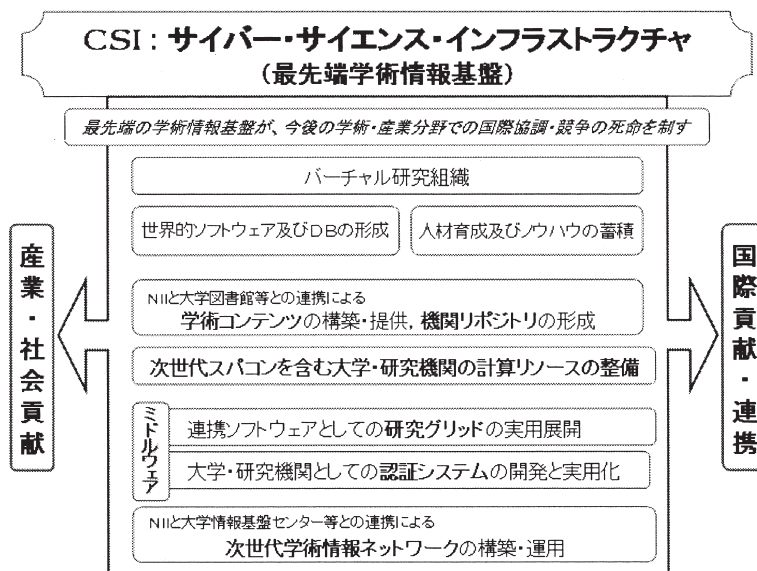 CSI：サイバー・サイエンス・インフラストラクチャ
(最先端学術情報基盤)
最先端の学術情報基盤が、今後の学術・産業分野での国際協調・競争の死命を制す
バーチャル研究組織
世界的ソフトウェア及びDBの形成
人材育成及びノウハウの蓄積
産業・社会貢献
国際貢献・連携
NIIと大学図書館等との連携による
学術コンテンツの構築・提供，機関リポジトリの形成
次世代スパコンを含む大学・研究機関の計算リソースの整備
ミドルウェア
連携ソフトウェアとしての研究グリッドの実用展開
大学・研究機関としての認証システムの開発と実用化
NIIと大学情報基盤センター等との連携による
次世代学術情報ネットワークの構築・運用